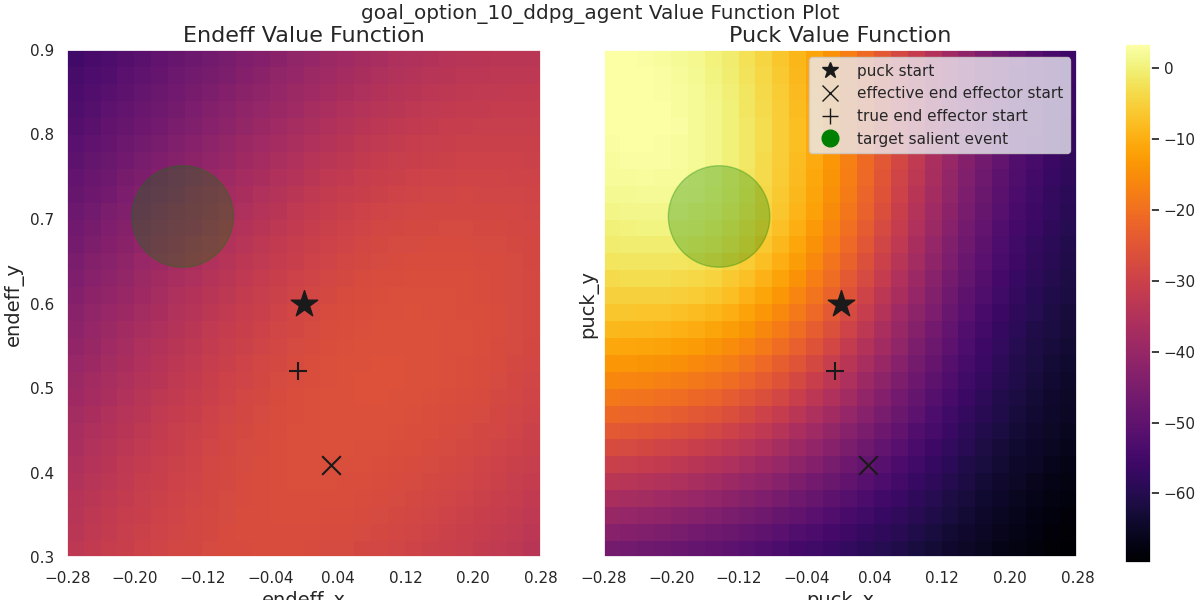 goal_option_10_ddpg_agent Value Function Plot
Endeff Value Function
Puck Value Function
puck start
effective end effector start
true end effector start
target salient event
endeff_y
0.9
0.8
0.7
0.6
0.5
0.4
0.3
−0.28 −0.20 −0.12 −0.04 0.04 0.12 0.20 0.28
endeff_x
puck_y
−0.28 −0.20 −0.12 −0.04 0.04 0.12 0.20 0.28
puck_x
0
−10
−20
−30
−40
−50
−60